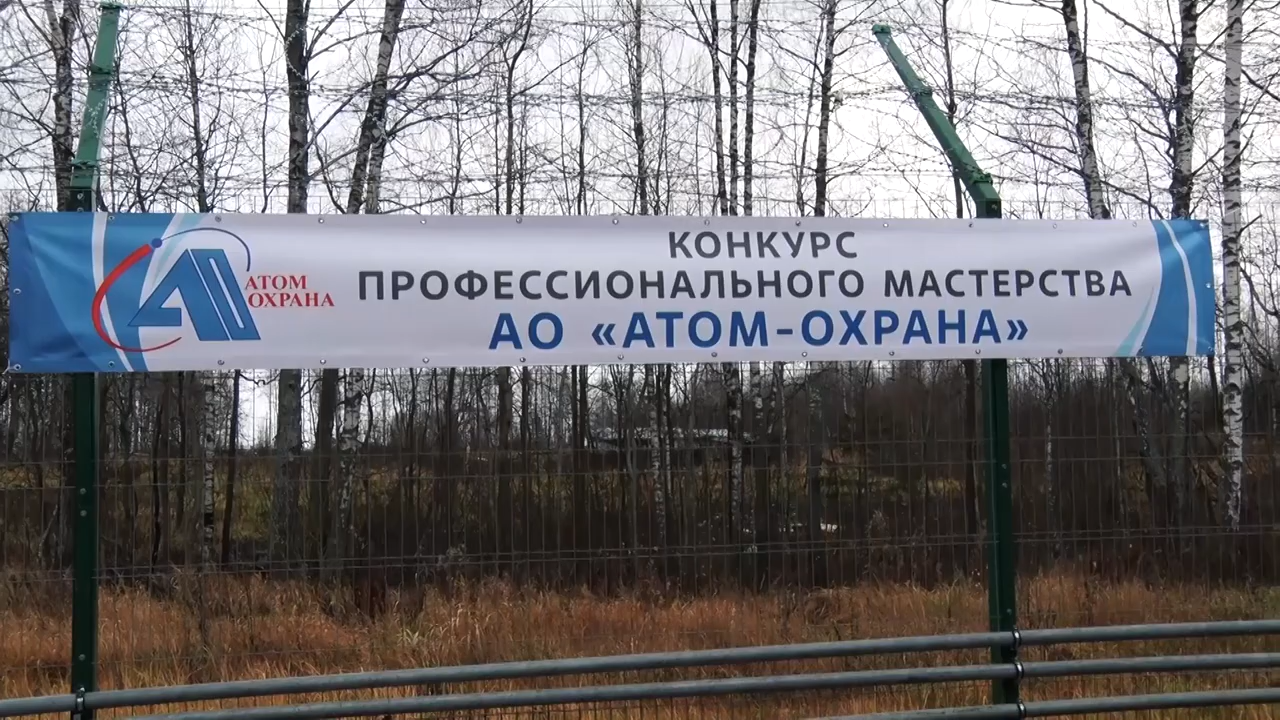 АТОМ
ОХРАНА
КОНКУРС
ПРОФЕССИОНАЛЬНОГО МАСТЕРСТВА
АО «АТОМ-ОХРАНА»